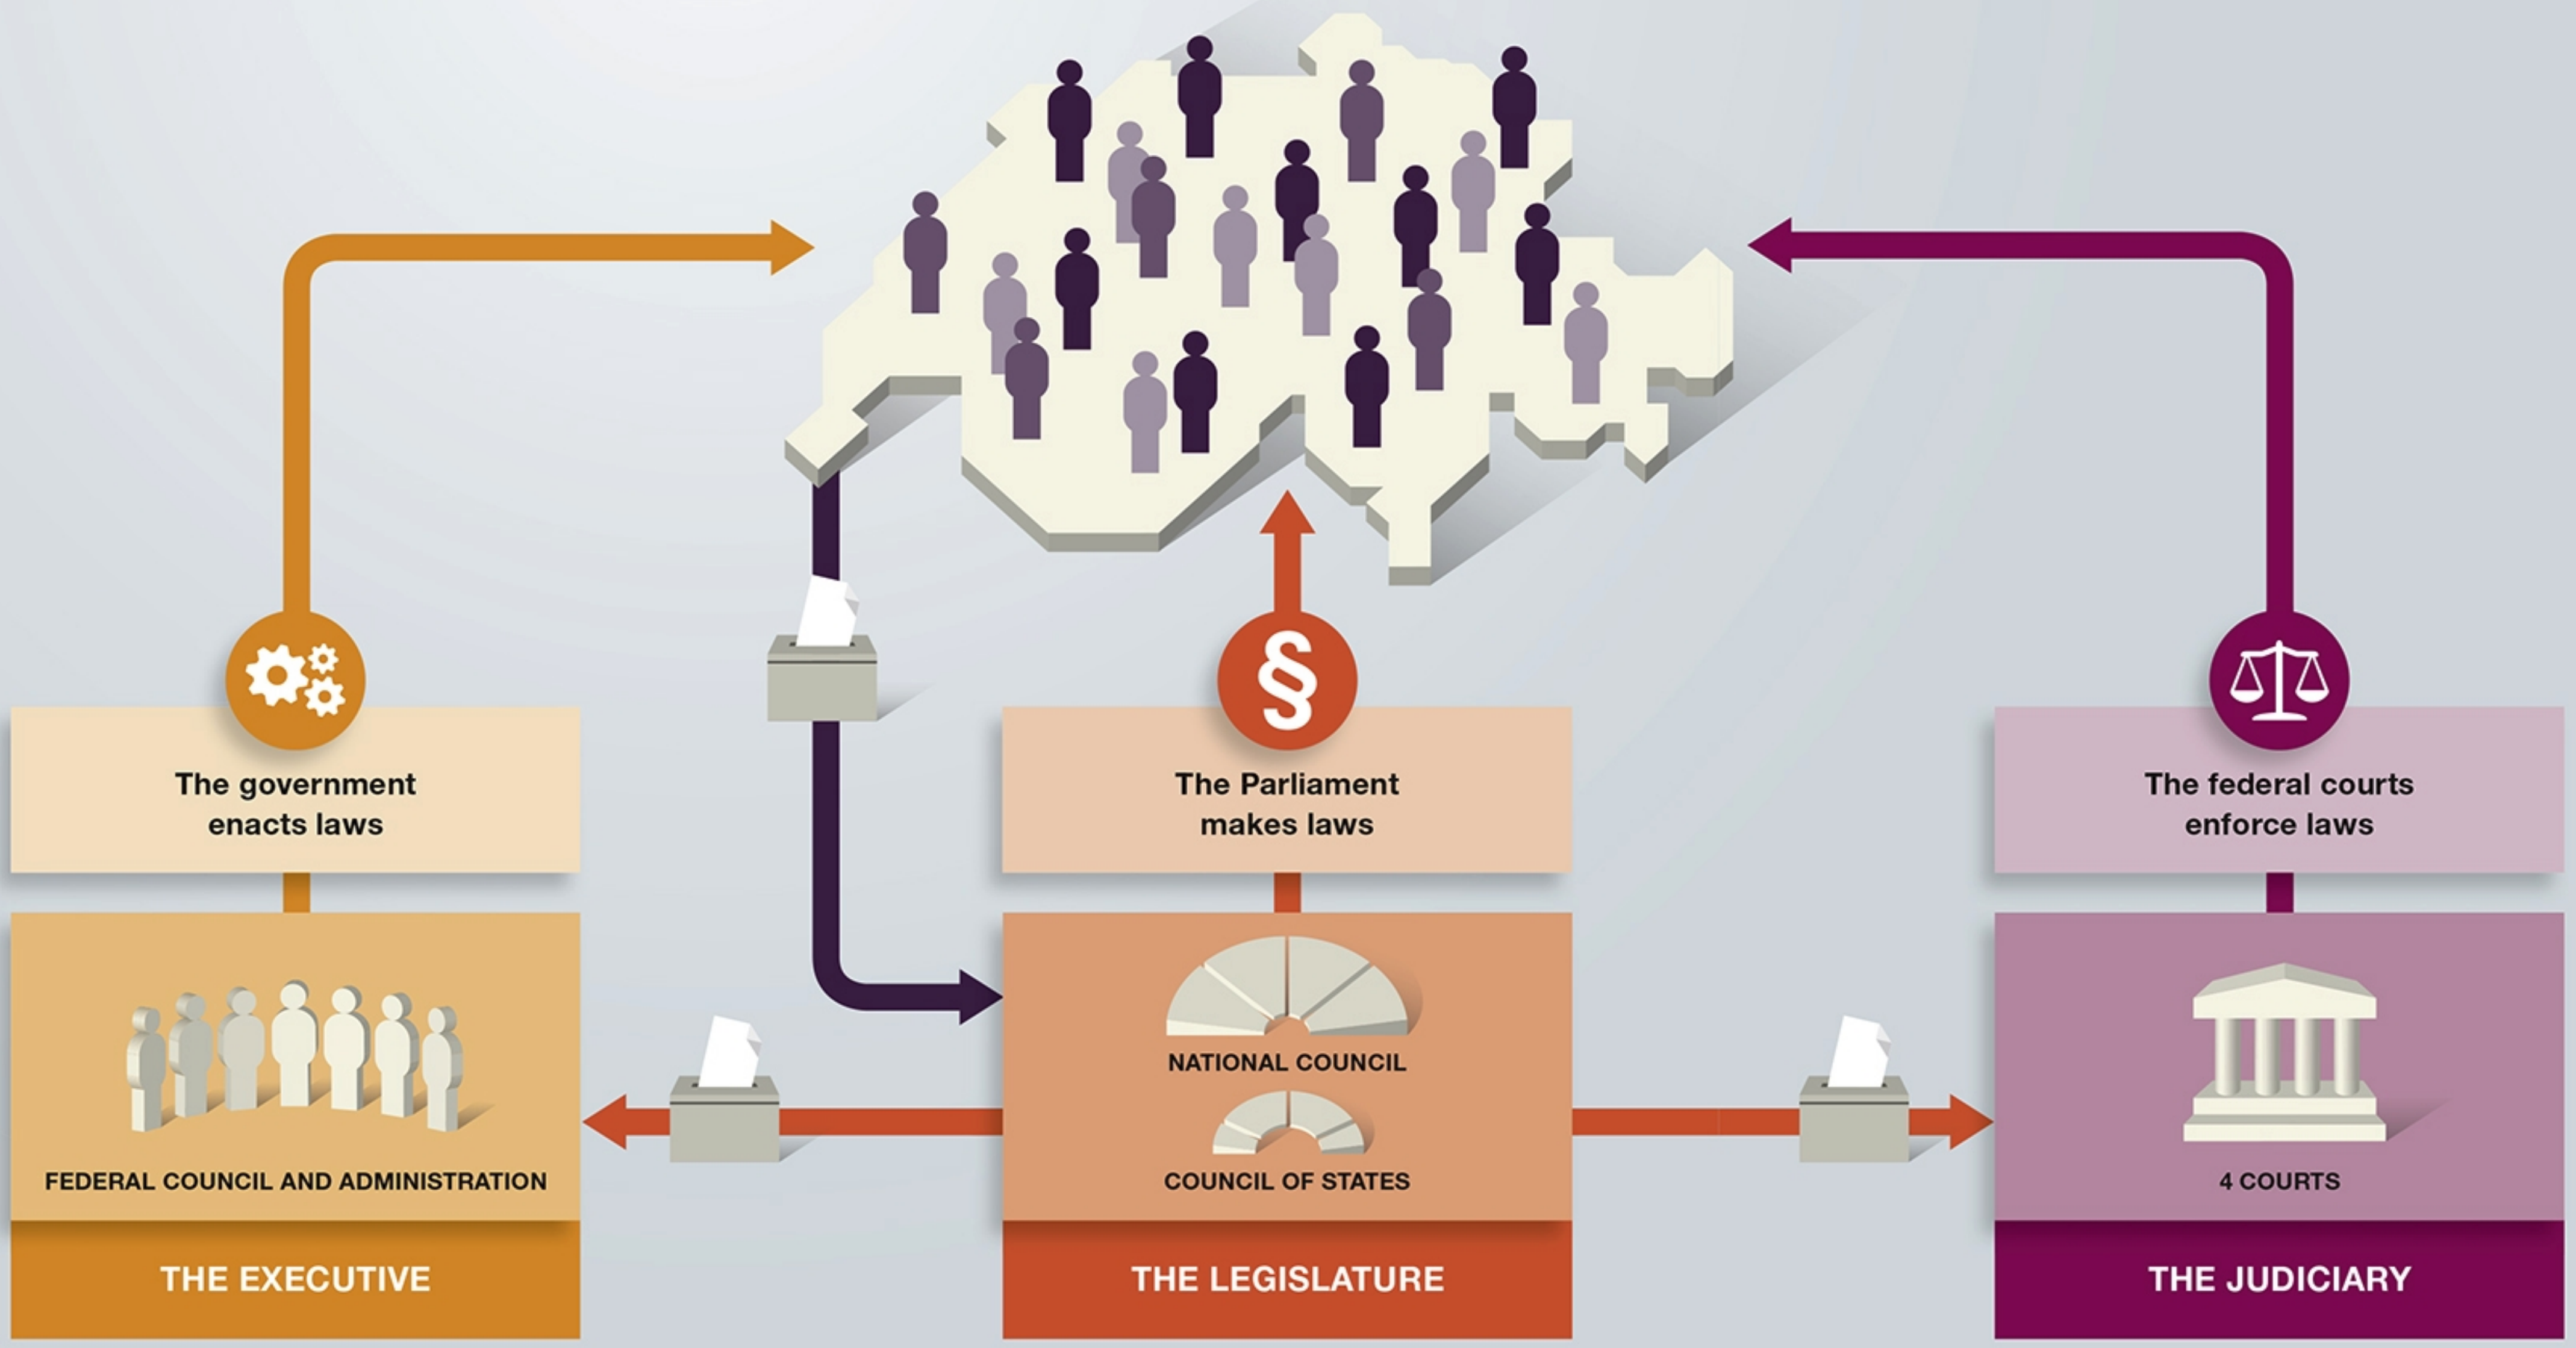 The government
enacts laws
§
The Parliament
makes laws
The federal courts
enforce laws
FEDERAL COUNCIL AND ADMINISTRATION
NATIONAL COUNCIL
COUNCIL OF STATES
4 COURTS
THE EXECUTIVE
THE LEGISLATURE
THE JUDICIARY